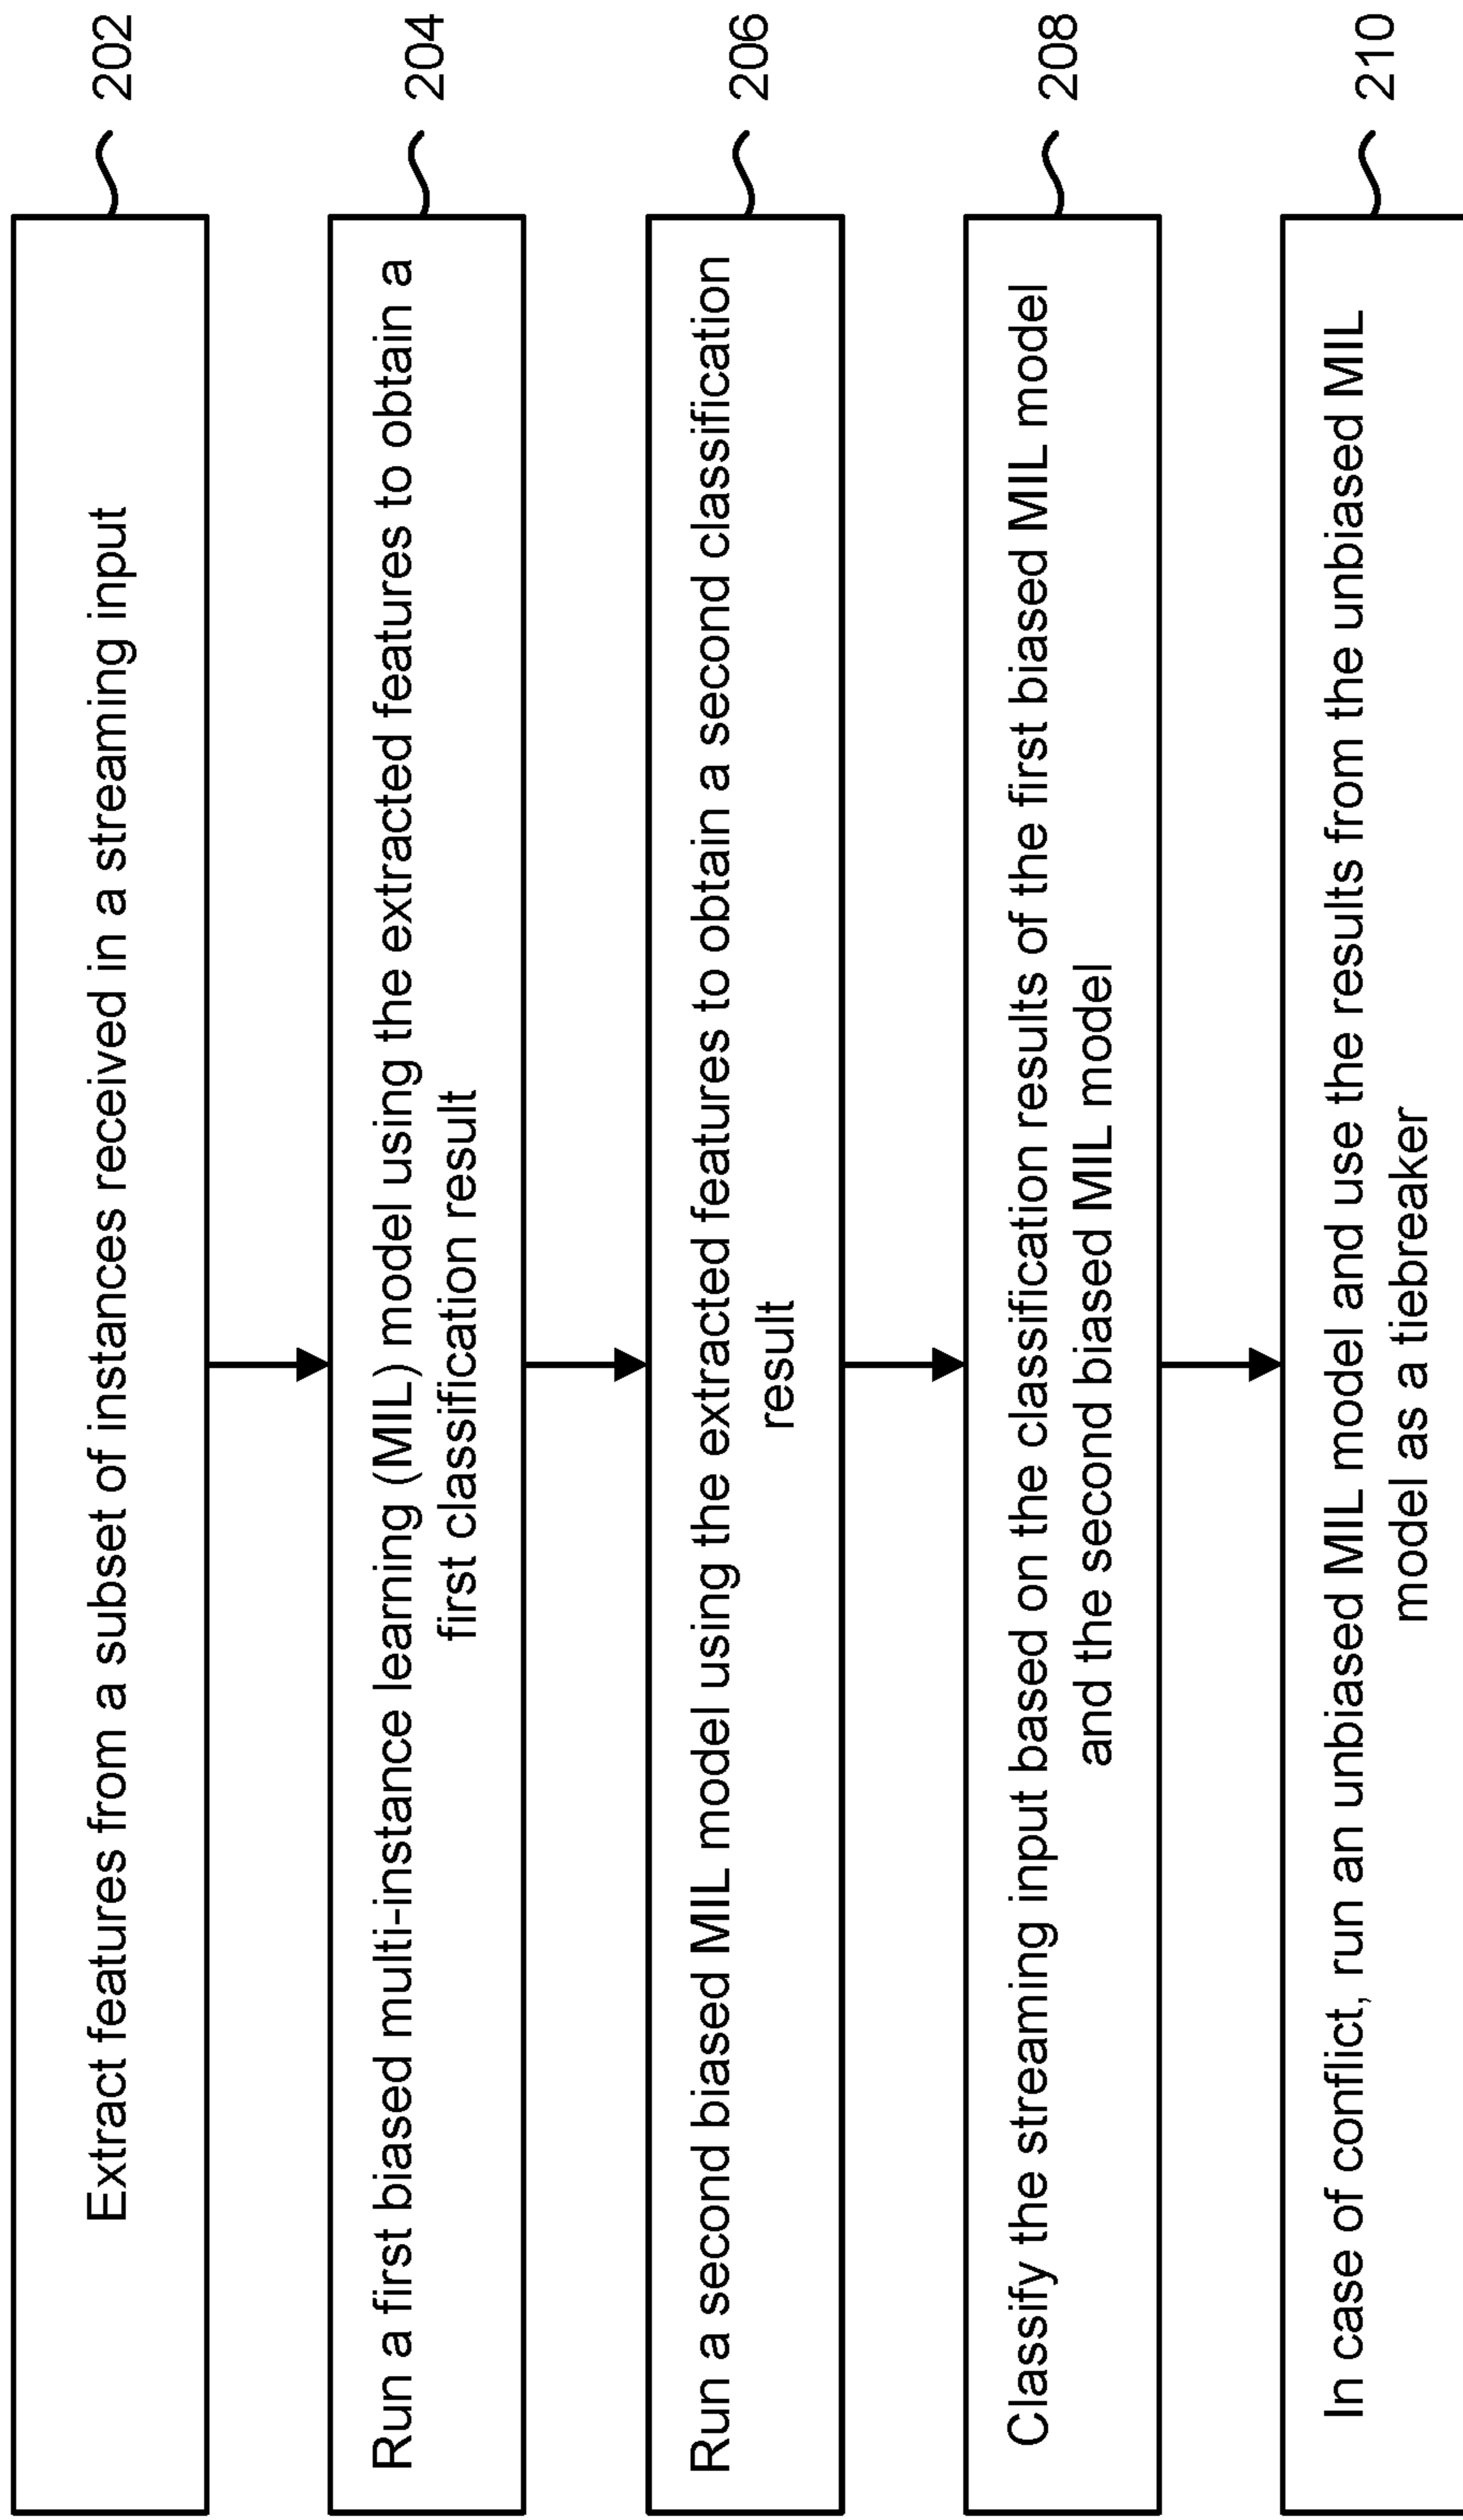 Extract features from a subset of instances received in a streaming input
202
Run a first biased multi-instance learning (MIL) model using the extracted features to obtain a
first classification result
204
Run a second biased MIL model using the extracted features to obtain a second classification
result
206
Classify the streaming input based on the classification results of the first biased MIL model
and the second biased MIL model
208
In case of conflict, run an unbiased MIL model and use the results from the unbiased MIL
model as a tiebreaker
210